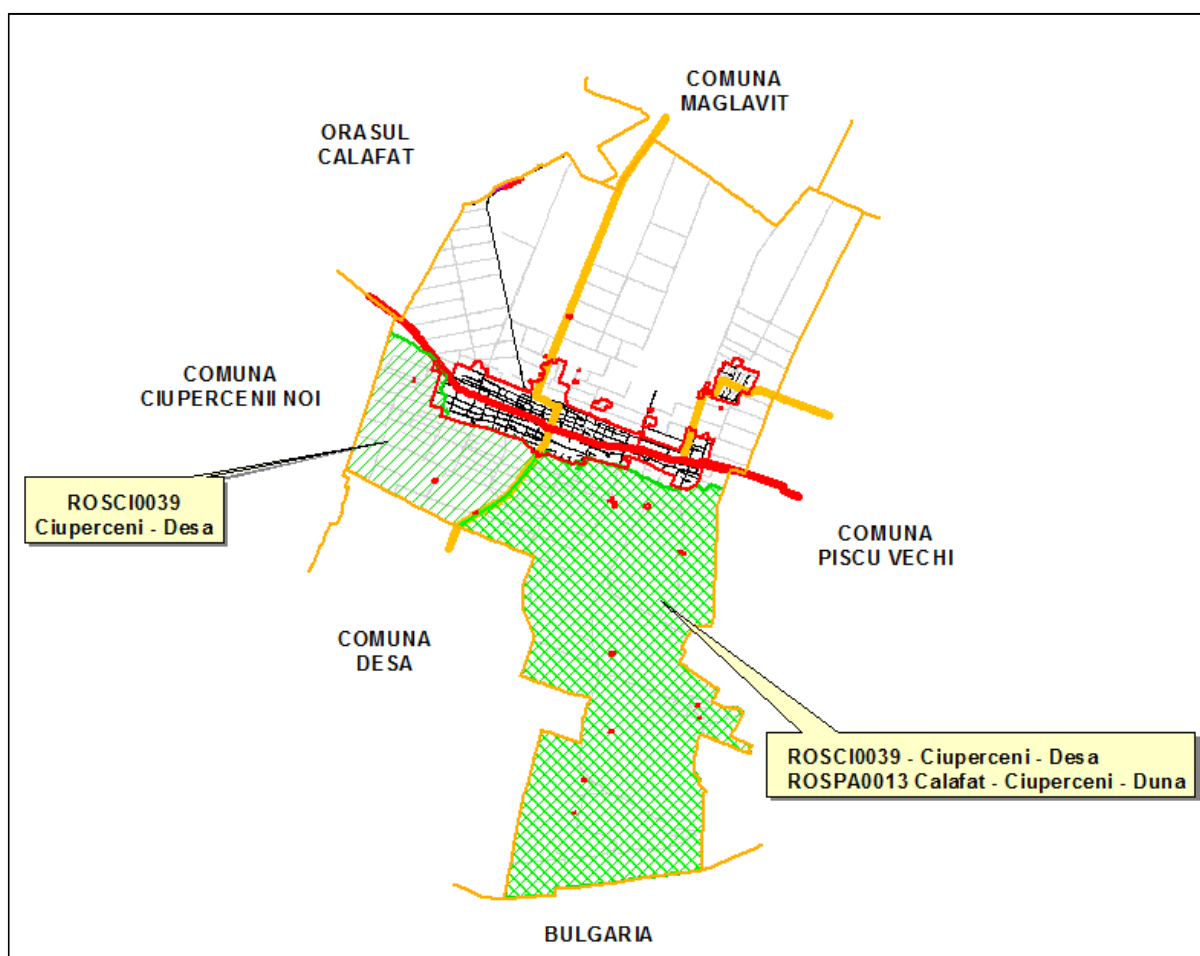 COMUNA
MAGLAVIT
ORASUL
CALAFAT
COMUNA
CIUPERCENII NOI
ROSCI0039
Ciuperceni - Desa
COMUNA
PISCU VECHI
COMUNA
DESA
ROSCI0039 - Ciuperceni - Desa
ROSPA0013 Calafat - Ciuperceni - Duna
BULGARIA